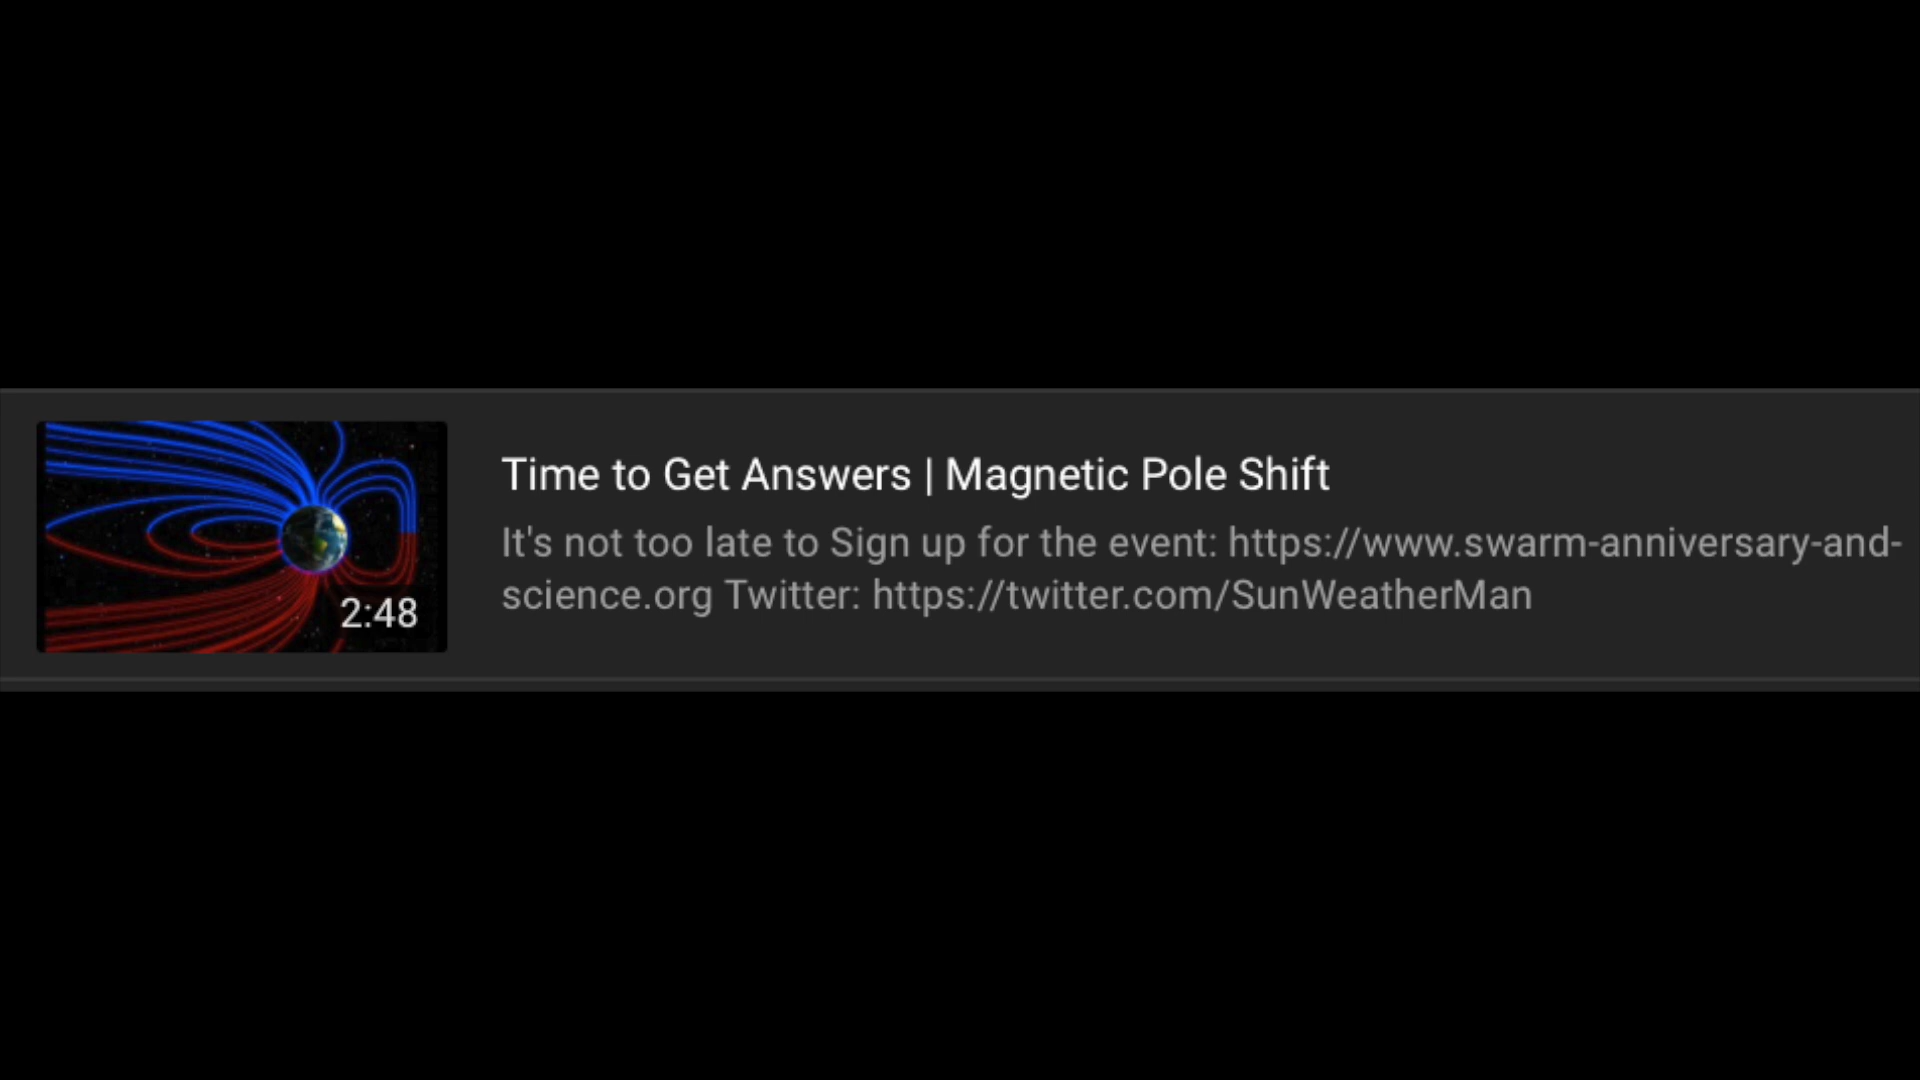 Time to Get Answers | Magnetic Pole Shift
It's not too late to Sign up for the event: https://www.swarm-anniversary-and-
science.org Twitter: https://twitter.com/SunWeatherMan
2:48